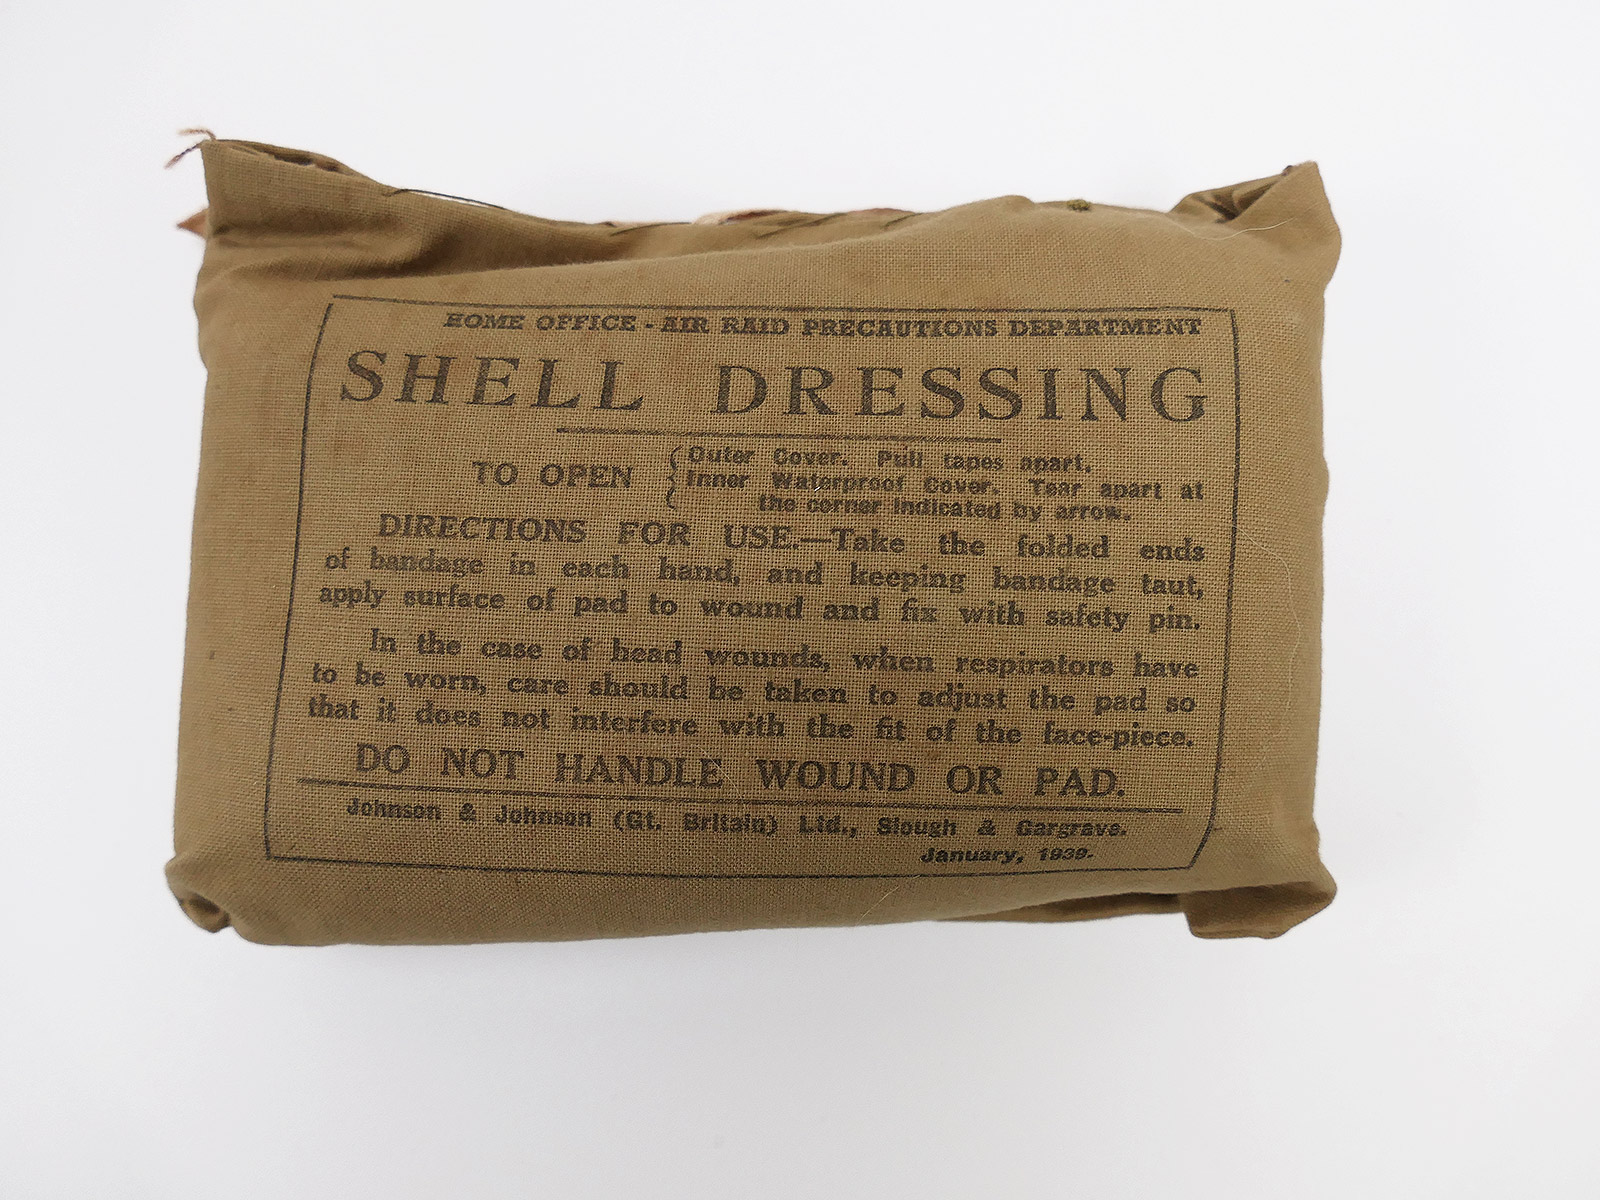 HOME OFFICE - AIR RAID PRECAUTIONS DEPARTMENT
SHELL DRESSING
TO OPEN { Outer Cover. Pull tapes apart.
Inner Waterproof Cover. Tear apart at
the corner indicated by arrow.
DIRECTIONS FOR USE.—Take the folded ends
of bandage in each hand, and keeping bandage taut,
apply surface of pad to wound and fix with safety pin.
In the case of head wounds, when respirators have
to be worn, care should be taken to adjust the pad so
that it does not interfere with the fit of the face-piece.
DO NOT HANDLE WOUND OR PAD.
Johnson & Johnson (Gt. Britain) Ltd., Slough & Gargrave.
January, 1939.